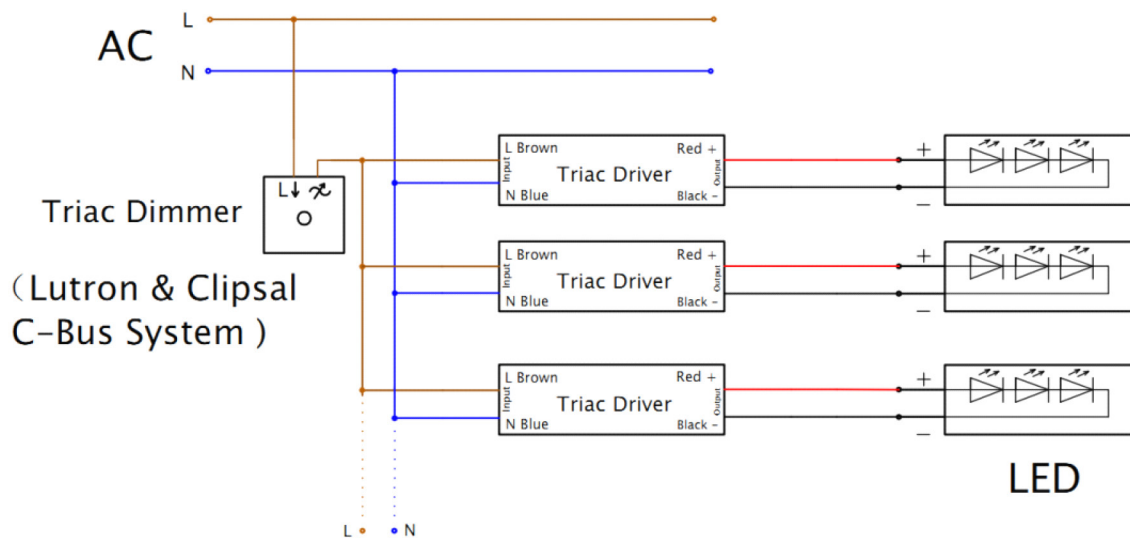 L
AC
N
L Brown
Red +
Input
Triac Driver
Output
N Blue
Black -
+
−
L
Triac Dimmer
(Lutron & Clipsal
C-Bus System )
L Brown
Red +
Input
Triac Driver
Output
N Blue
Black -
+
−
L Brown
Red +
Input
Triac Driver
Output
N Blue
Black -
+
−
LED
L
N